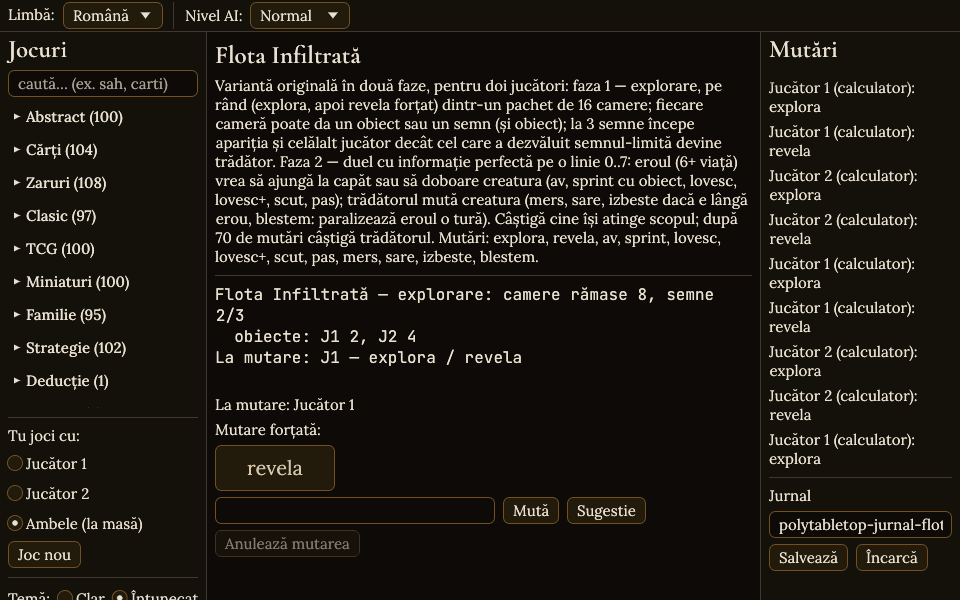 Limbă:
Română ▼
Nivel AI:
Normal ▼
Jocuri
caută... (ex. sah, carti)
▸ Abstract (100)
▸ Cărți (104)
▸ Zaruri (108)
▸ Clasic (97)
▸ TCG (100)
▸ Miniaturi (100)
▸ Familie (95)
▸ Strategie (102)
▸ Deducție (1)
Tu joci cu:
Jucător 1
Jucător 2
Ambele (la masă)
Joc nou
Temă: Clar Întunecat
Flota Infiltrată
Variantă originală în două faze, pentru doi jucători: faza 1 — explorare, pe
rând (explora, apoi revela forțat) dintr-un pachet de 16 camere; fiecare
cameră poate da un obiect sau un semn (și obiect); la 3 semne începe
apariția și celălalt jucător decât cel care a dezvăluit semnul-limită devine
trădător. Faza 2 — duel cu informație perfectă pe o linie 0..7: eroul (6+ viață)
vrea să ajungă la capăt sau să doboare creatura (av, sprint cu obiect, lovesc,
lovesc+, scut, pas); trădătorul mută creatura (mers, sare, izbeste dacă e lângă
erou, blestem: paralizează eroul o tură). Câștigă cine își atinge scopul; după
70 de mutări câștigă trădătorul. Mutări: explora, revela, av, sprint, lovesc,
lovesc+, scut, pas, mers, sare, izbeste, blestem.
Flota Infiltrată — explorare: camere rămase 8, semne
2/3
obiecte: J1 2, J2 4
La mutare: J1 — explora / revela
La mutare: Jucător 1
Mutare forțată:
revela
Mută
Sugestie
Anulează mutarea
Mutări
Jucător 1 (calculator):
explora
Jucător 1 (calculator):
revela
Jucător 2 (calculator):
explora
Jucător 2 (calculator):
revela
Jucător 1 (calculator):
explora
Jucător 1 (calculator):
revela
Jucător 2 (calculator):
explora
Jucător 2 (calculator):
revela
Jucător 1 (calculator):
explora
Jurnal
polytabletop-jurnal-flot
Salvează
Încarcă